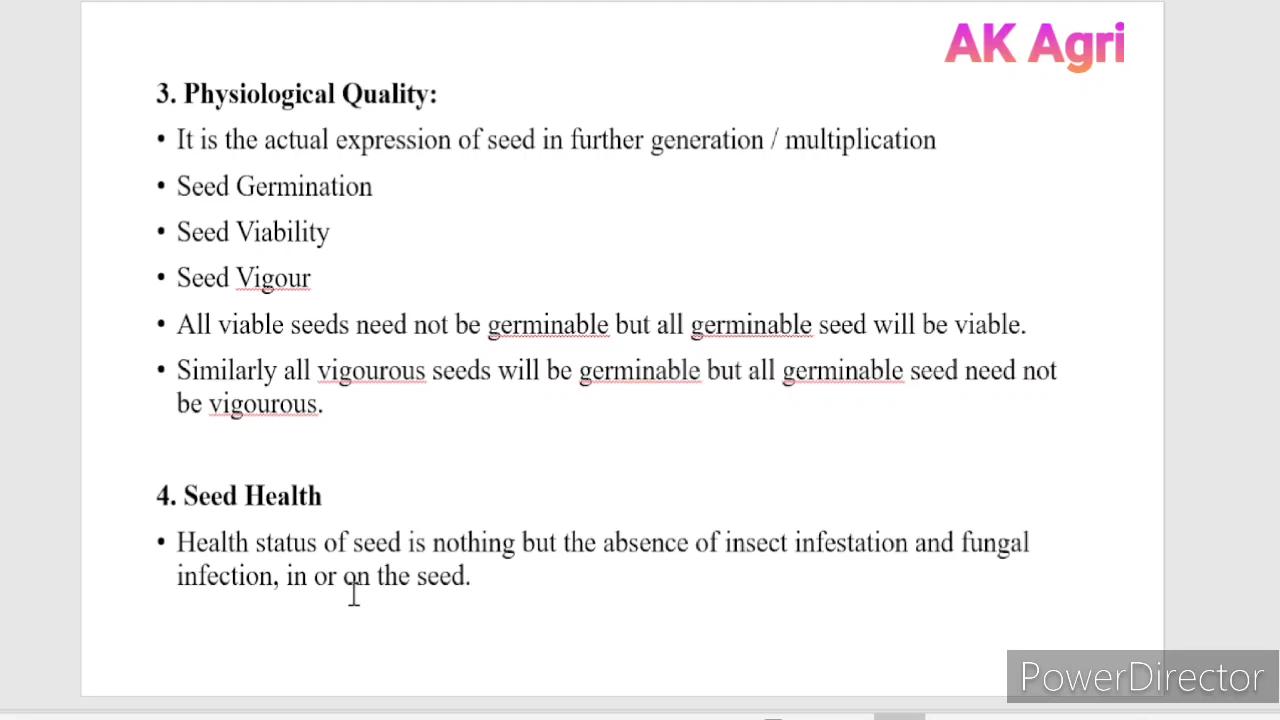 AK Agri
3. Physiological Quality:
• It is the actual expression of seed in further generation / multiplication
• Seed Germination
• Seed Viability
• Seed Vigour
• All viable seeds need not be germinable but all germinable seed will be viable.
• Similarly all vigourous seeds will be germinable but all germinable seed need not
be vigourous.
4. Seed Health
• Health status of seed is nothing but the absence of insect infestation and fungal
infection, in or on the seed.
PowerDirector